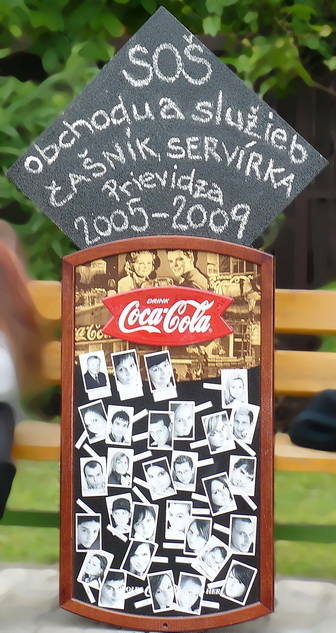 SOŠ
obchodu a služieb
ČAŠNÍK, SERVÍRKA
Prievidza
2005-2009
DRINK
Coca-Cola